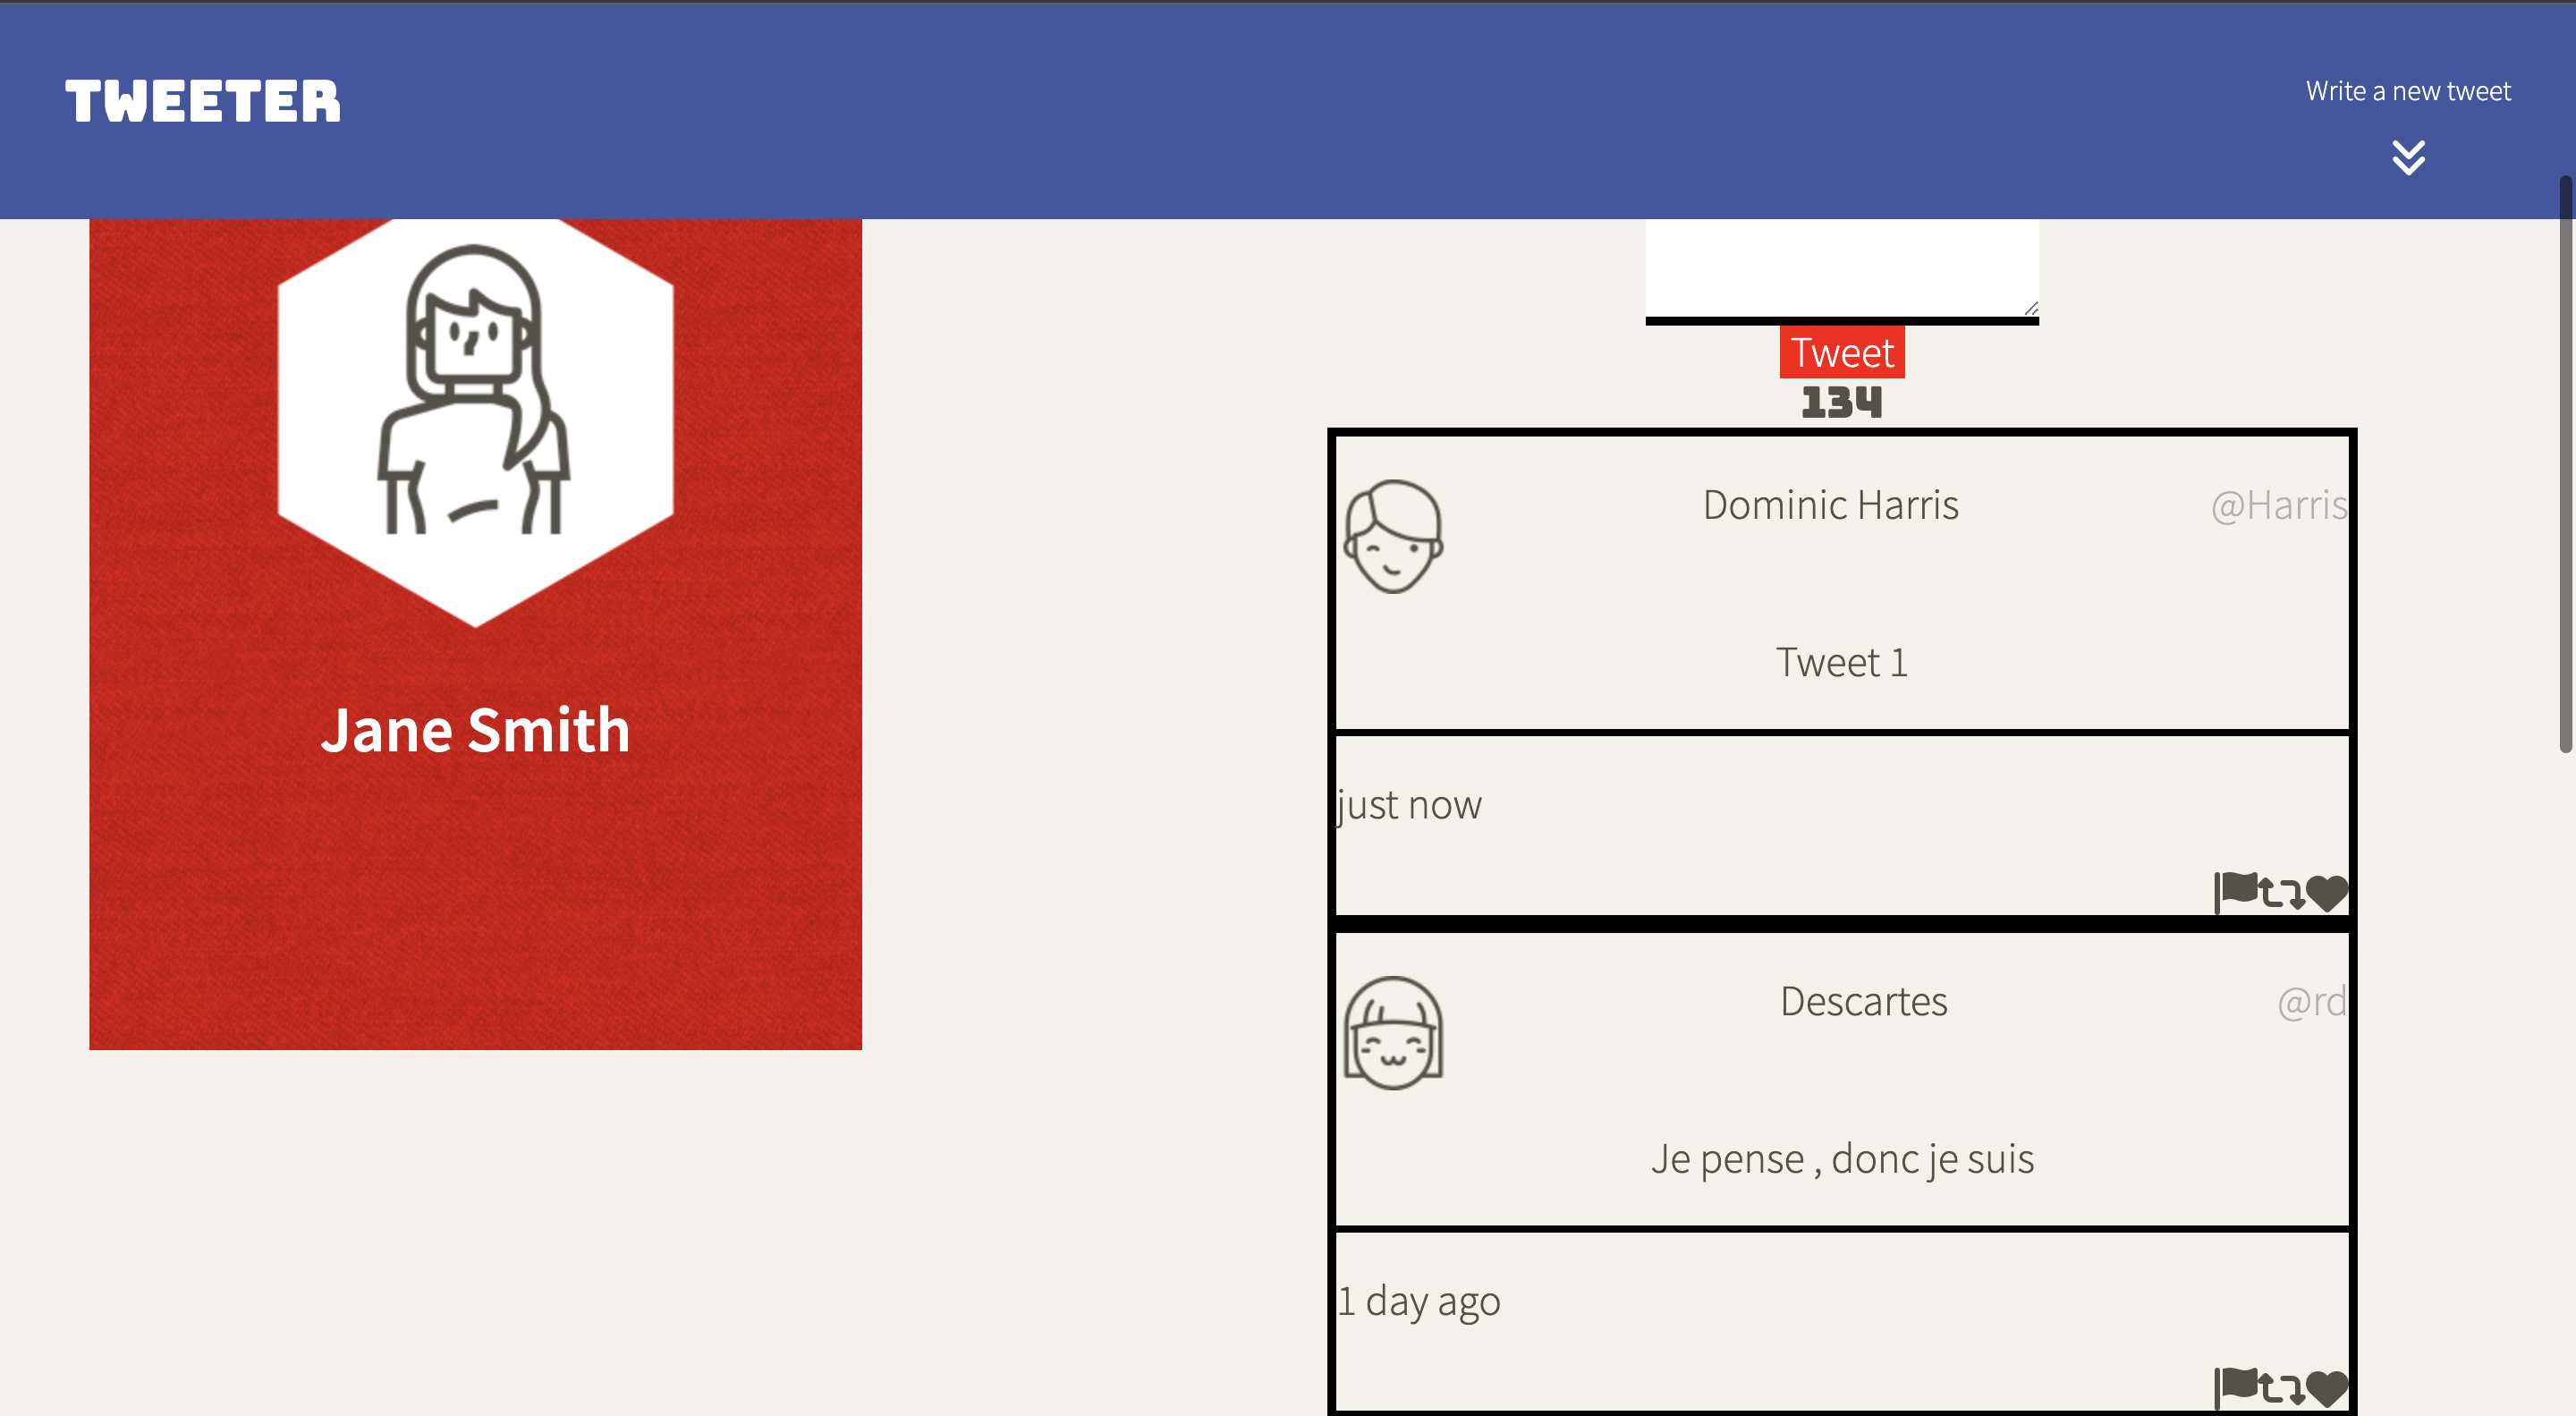 TWEETER
Write a new tweet
Jane Smith
Tweet
134
Dominic Harris
@Harris
Tweet 1
just now
Descartes
@rd
Je pense , donc je suis
1 day ago